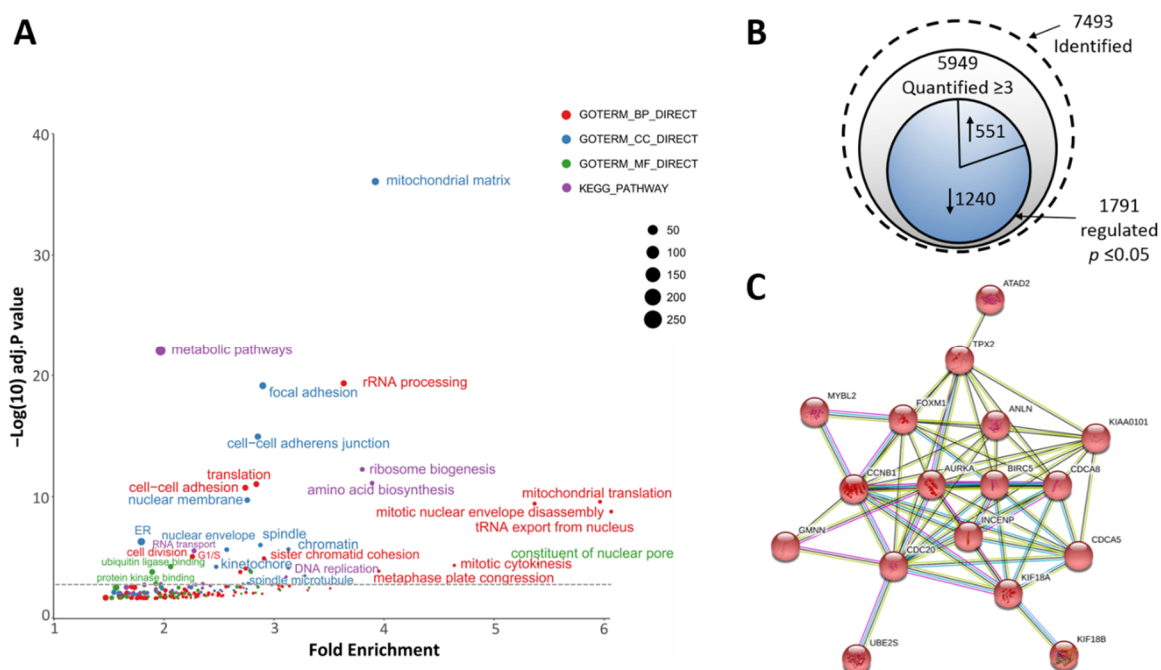 A
40
30
20
10
0
1
2
3
4
5
6
−Log(10) adj.P value
Fold Enrichment
GOTERM_BP_DIRECT
GOTERM_CC_DIRECT
GOTERM_MF_DIRECT
KEGG_PATHWAY
50
100
150
200
250
mitochondrial matrix
metabolic pathways
rRNA processing
focal adhesion
cell−cell adherens junction
ribosome biogenesis
translation
cell−cell adhesion
amino acid biosynthesis
nuclear membrane
mitochondrial translation
mitotic nuclear envelope disassembly
tRNA export from nucleus
ER
nuclear envelope
spindle
RNA transport
chromatin
cell division
G1/S
sister chromatid cohesion
constituent of nuclear pore
ubiquitin ligase binding
kinetochore
DNA replication
mitotic cytokinesis
protein kinase binding
spindle microtubule
metaphase plate congression
B
7493
Identified
5949
Quantified ≥3
↑551
↓1240
1791
regulated
p ≤0.05
C
ATAD2
TPX2
MYBL2
FOXM1
ANLN
KIAA0101
CCNB1
AURKA
BIRC5
CDCA8
INCENP
GMNN
CDC20
CDCA5
KIF18A
UBE2S
KIF18B